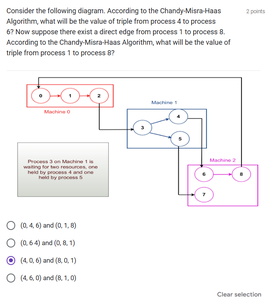 Consider the following diagram. According to the Chandy-Misra-Haas
2 points
Algorithm, what will be the value of triple from process 4 to process
6? Now suppose there exist a direct edge from process 1 to process 8.
According to the Chandy-Misra-Haas Algorithm, what will be the value of
triple from process 1 to process 8?
0
1
2
Machine 0
Machine 1
3
4
5
Process 3 on Machine 1 is
waiting for two resources, one
held by process 4 and one
held by process 5
Machine 2
6
8
7
(0, 4, 6) and (0, 1, 8)
(0, 6 4) and (0, 8, 1)
(4, 0, 6) and (8, 0, 1)
(4, 6, 0) and (8, 1, 0)
Clear selection